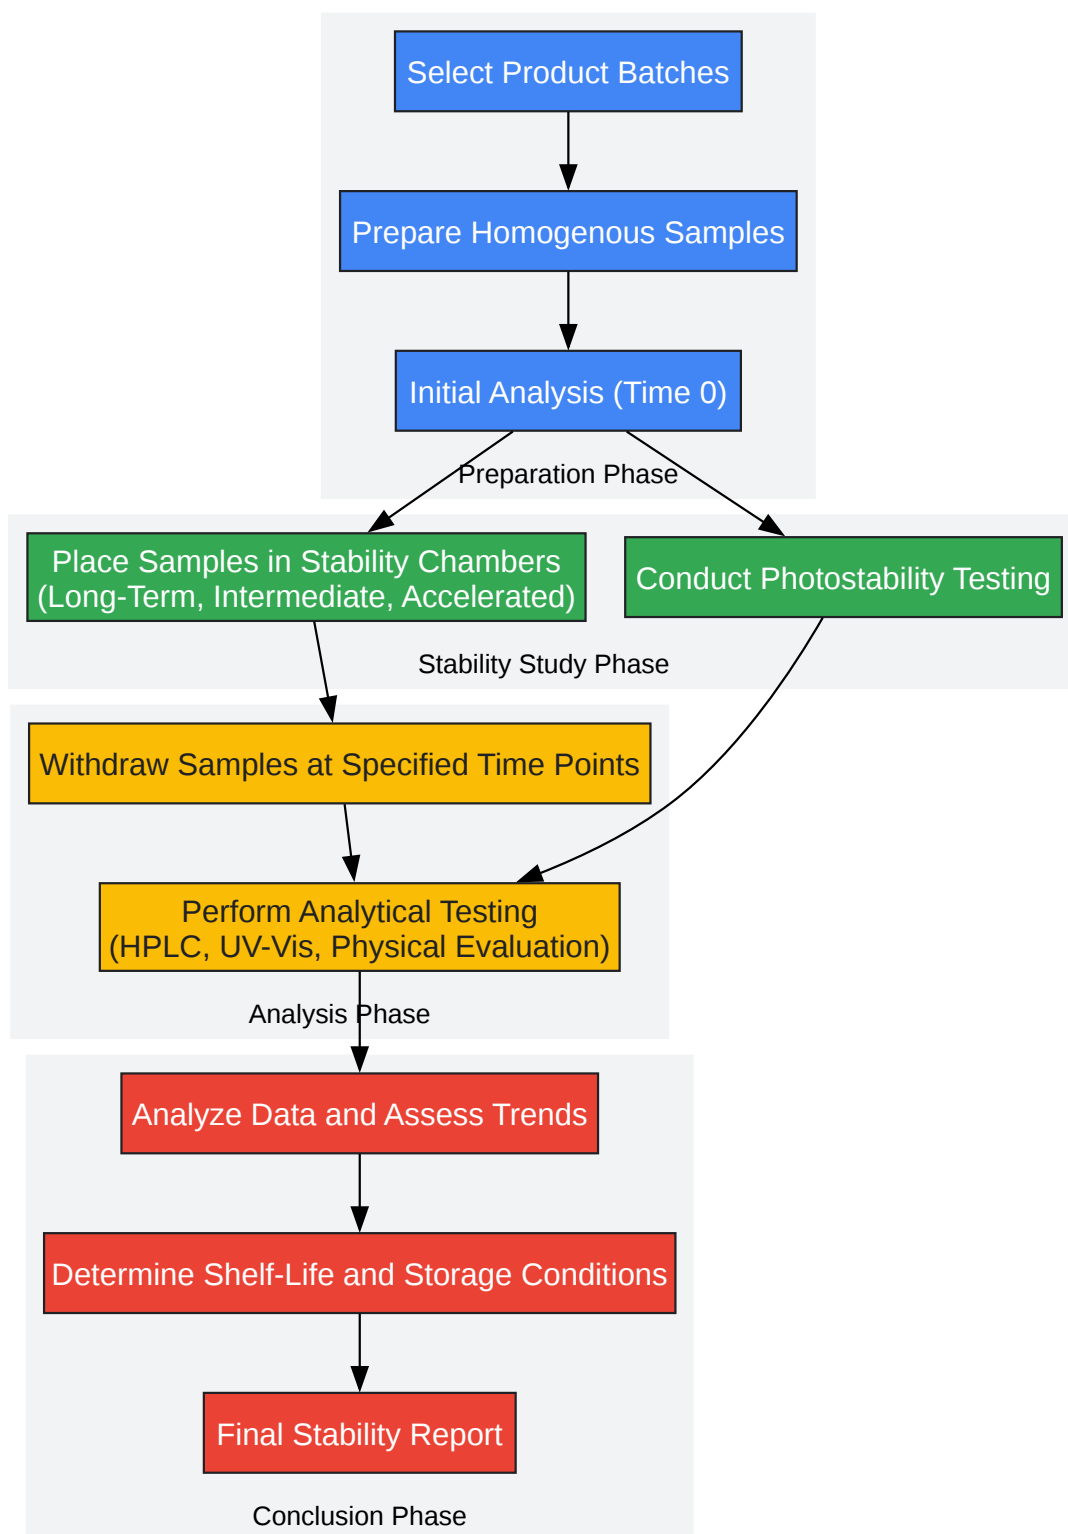 Select Product Batches
Prepare Homogenous Samples
Initial Analysis (Time 0)
Preparation Phase
Place Samples in Stability Chambers
(Long-Term, Intermediate, Accelerated)
Conduct Photostability Testing
Stability Study Phase
Withdraw Samples at Specified Time Points
Perform Analytical Testing
(HPLC, UV-Vis, Physical Evaluation)
Analysis Phase
Analyze Data and Assess Trends
Determine Shelf-Life and Storage Conditions
Final Stability Report
Conclusion Phase